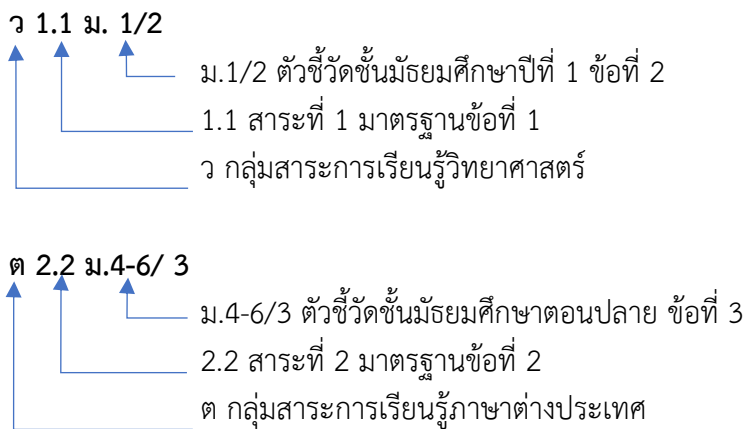 ว 1.1 ม. 1/2
ม.1/2 ตัวชี้วัดชั้นมัธยมศึกษาปีที่ 1 ข้อที่ 2
1.1 สาระที่ 1 มาตรฐานข้อที่ 1
ว กลุ่มสาระการเรียนรู้วิทยาศาสตร์
ต 2.2 ม.4-6/ 3
ม.4-6/3 ตัวชี้วัดชั้นมัธยมศึกษาตอนปลาย ข้อที่ 3
2.2 สาระที่ 2 มาตรฐานข้อที่ 2
ต กลุ่มสาระการเรียนรู้ภาษาต่างประเทศ